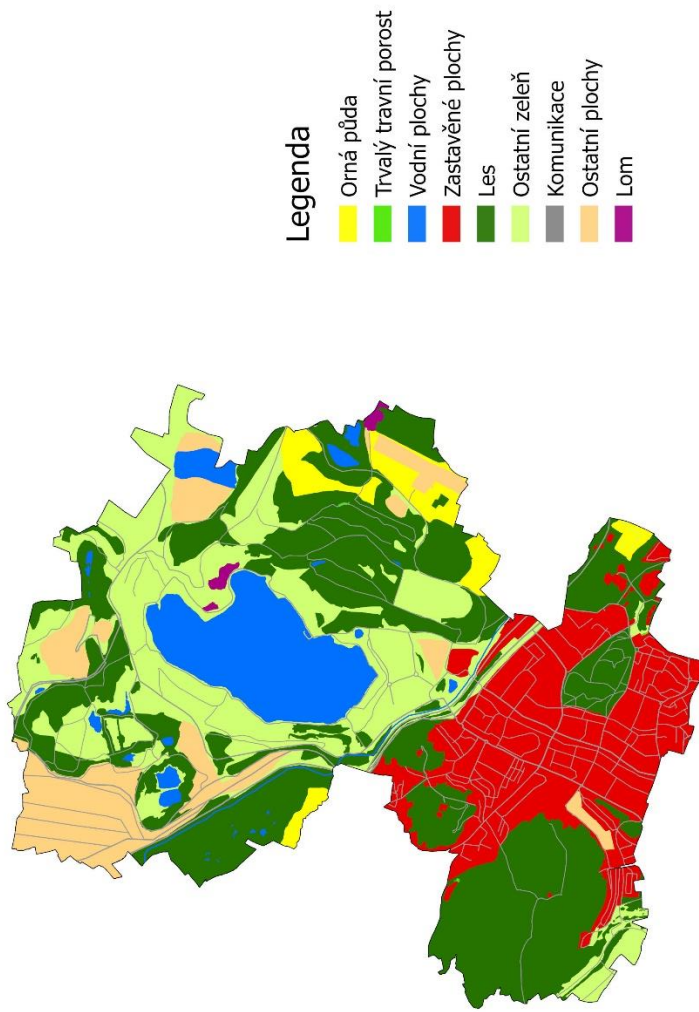 Legenda
Orná půda
Trvalý travní porost
Vodní plochy
Zastavěné plochy
Les
Ostatní zeleň
Komunikace
Ostatní plochy
Lom